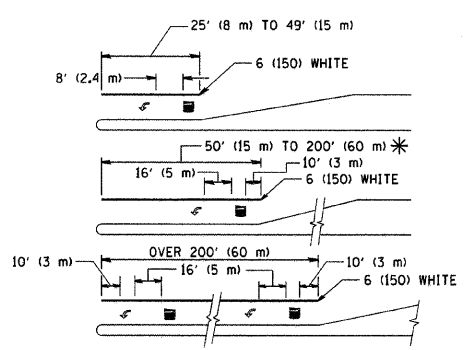 25' (8 m) TO 49' (15 m)
8' (2.4 m)
6 (150) WHITE
50' (15 m) TO 200' (60 m) *
16' (5 m)
10' (3 m)
6 (150) WHITE
OVER 200' (60 m)
10' (3 m)
16' (5 m)
10' (3 m)
6 (150) WHITE